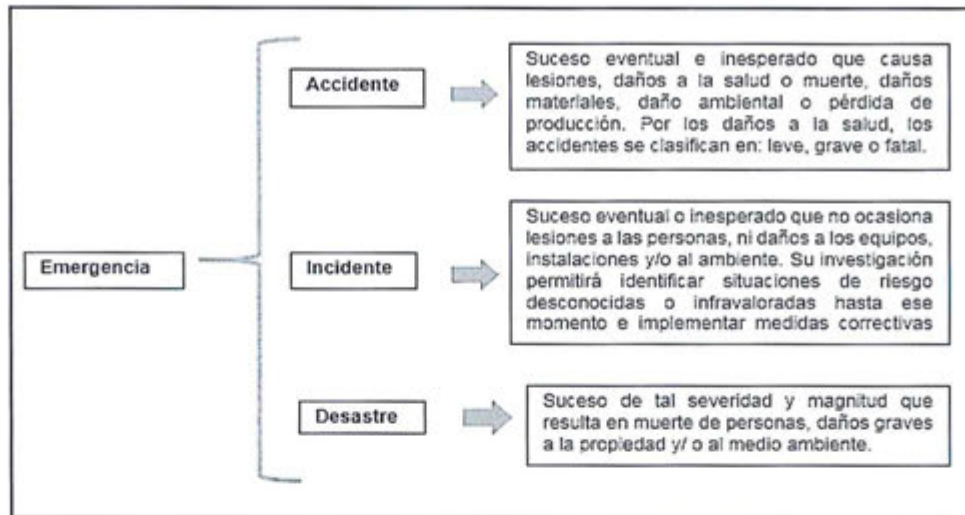 Accidente
Suceso eventual e inesperado que causa
lesiones, daños a la salud o muerte, daños
materiales, daño ambiental o pérdida de
producción. Por los daños a la salud, los
accidentes se clasifican en: leve, grave o fatal.
Emergencia
Incidente
Suceso eventual o inesperado que no ocasiona
lesiones a las personas, ni daños a los equipos,
instalaciones y/o al ambiente. Su investigación
permitirá identificar situaciones de riesgo
desconocidas o infravaloradas hasta ese
momento e implementar medidas correctivas
Desastre
Suceso de tal severidad y magnitud que
resulta en muerte de personas, daños graves
a la propiedad y/ o al medio ambiente.